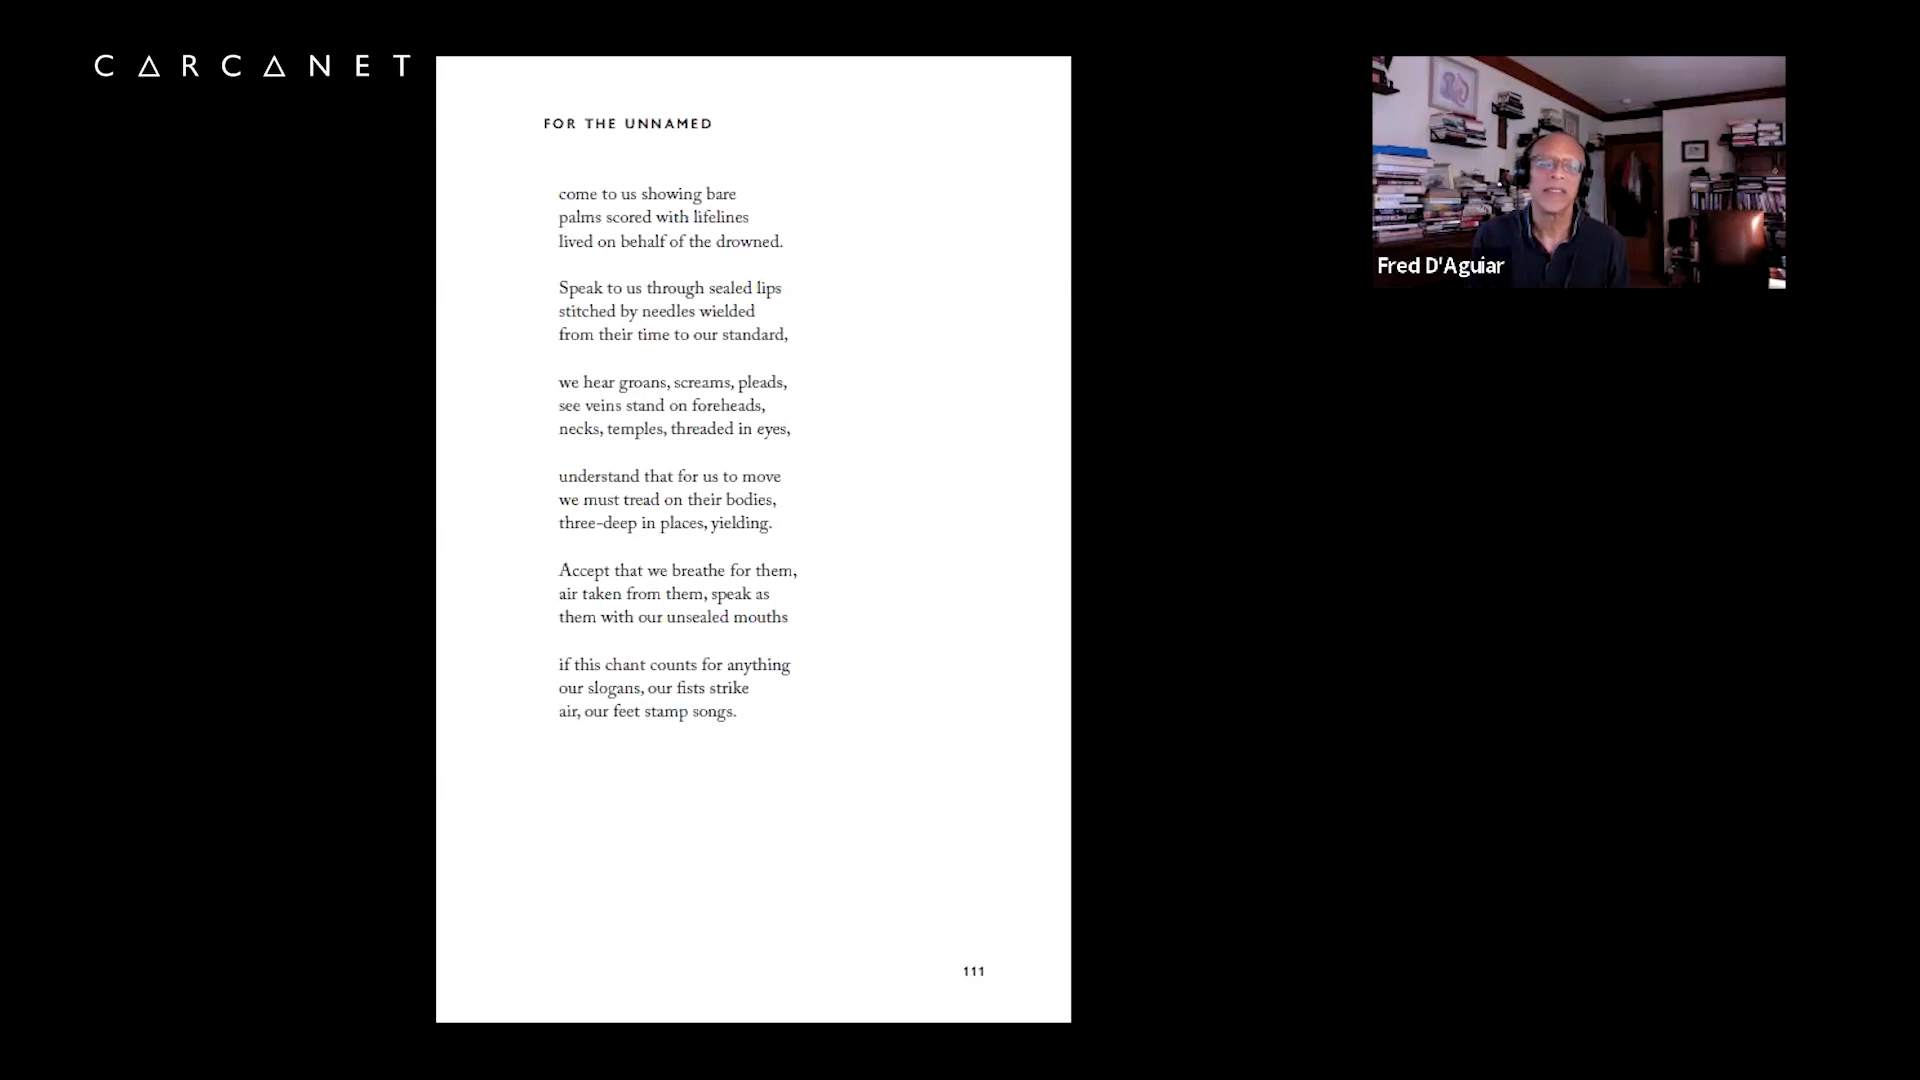 CARCANET
FOR THE UNNAMED
come to us showing bare
palms scored with lifelines
lived on behalf of the drowned.
Speak to us through sealed lips
stitched by needles wielded
from their time to our standard,
we hear groans, screams, pleads,
see veins stand on foreheads,
necks, temples, threaded in eyes,
understand that for us to move
we must tread on their bodies,
three-deep in places, yielding.
Accept that we breathe for them,
air taken from them, speak as
them with our unsealed mouths
if this chant counts for anything
our slogans, our fists strike
air, our feet stamp songs.
111
Fred D'Aguiar